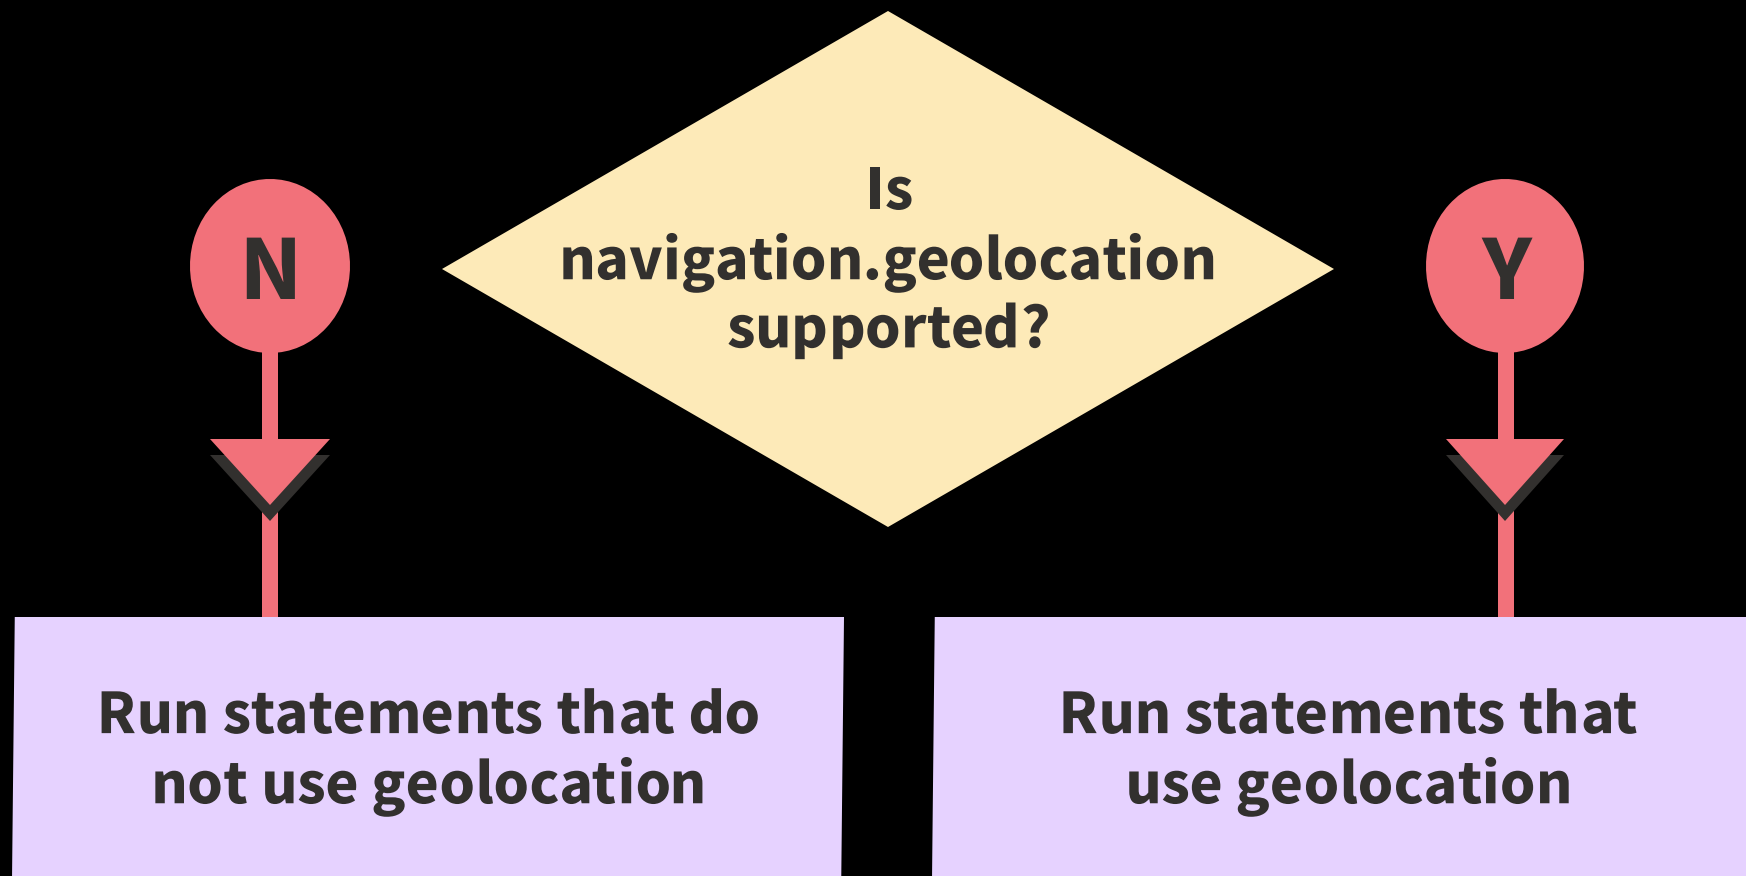 Is
navigation.geolocation
supported?
N
Y
Run statements that do
not use geolocation
Run statements that
use geolocation